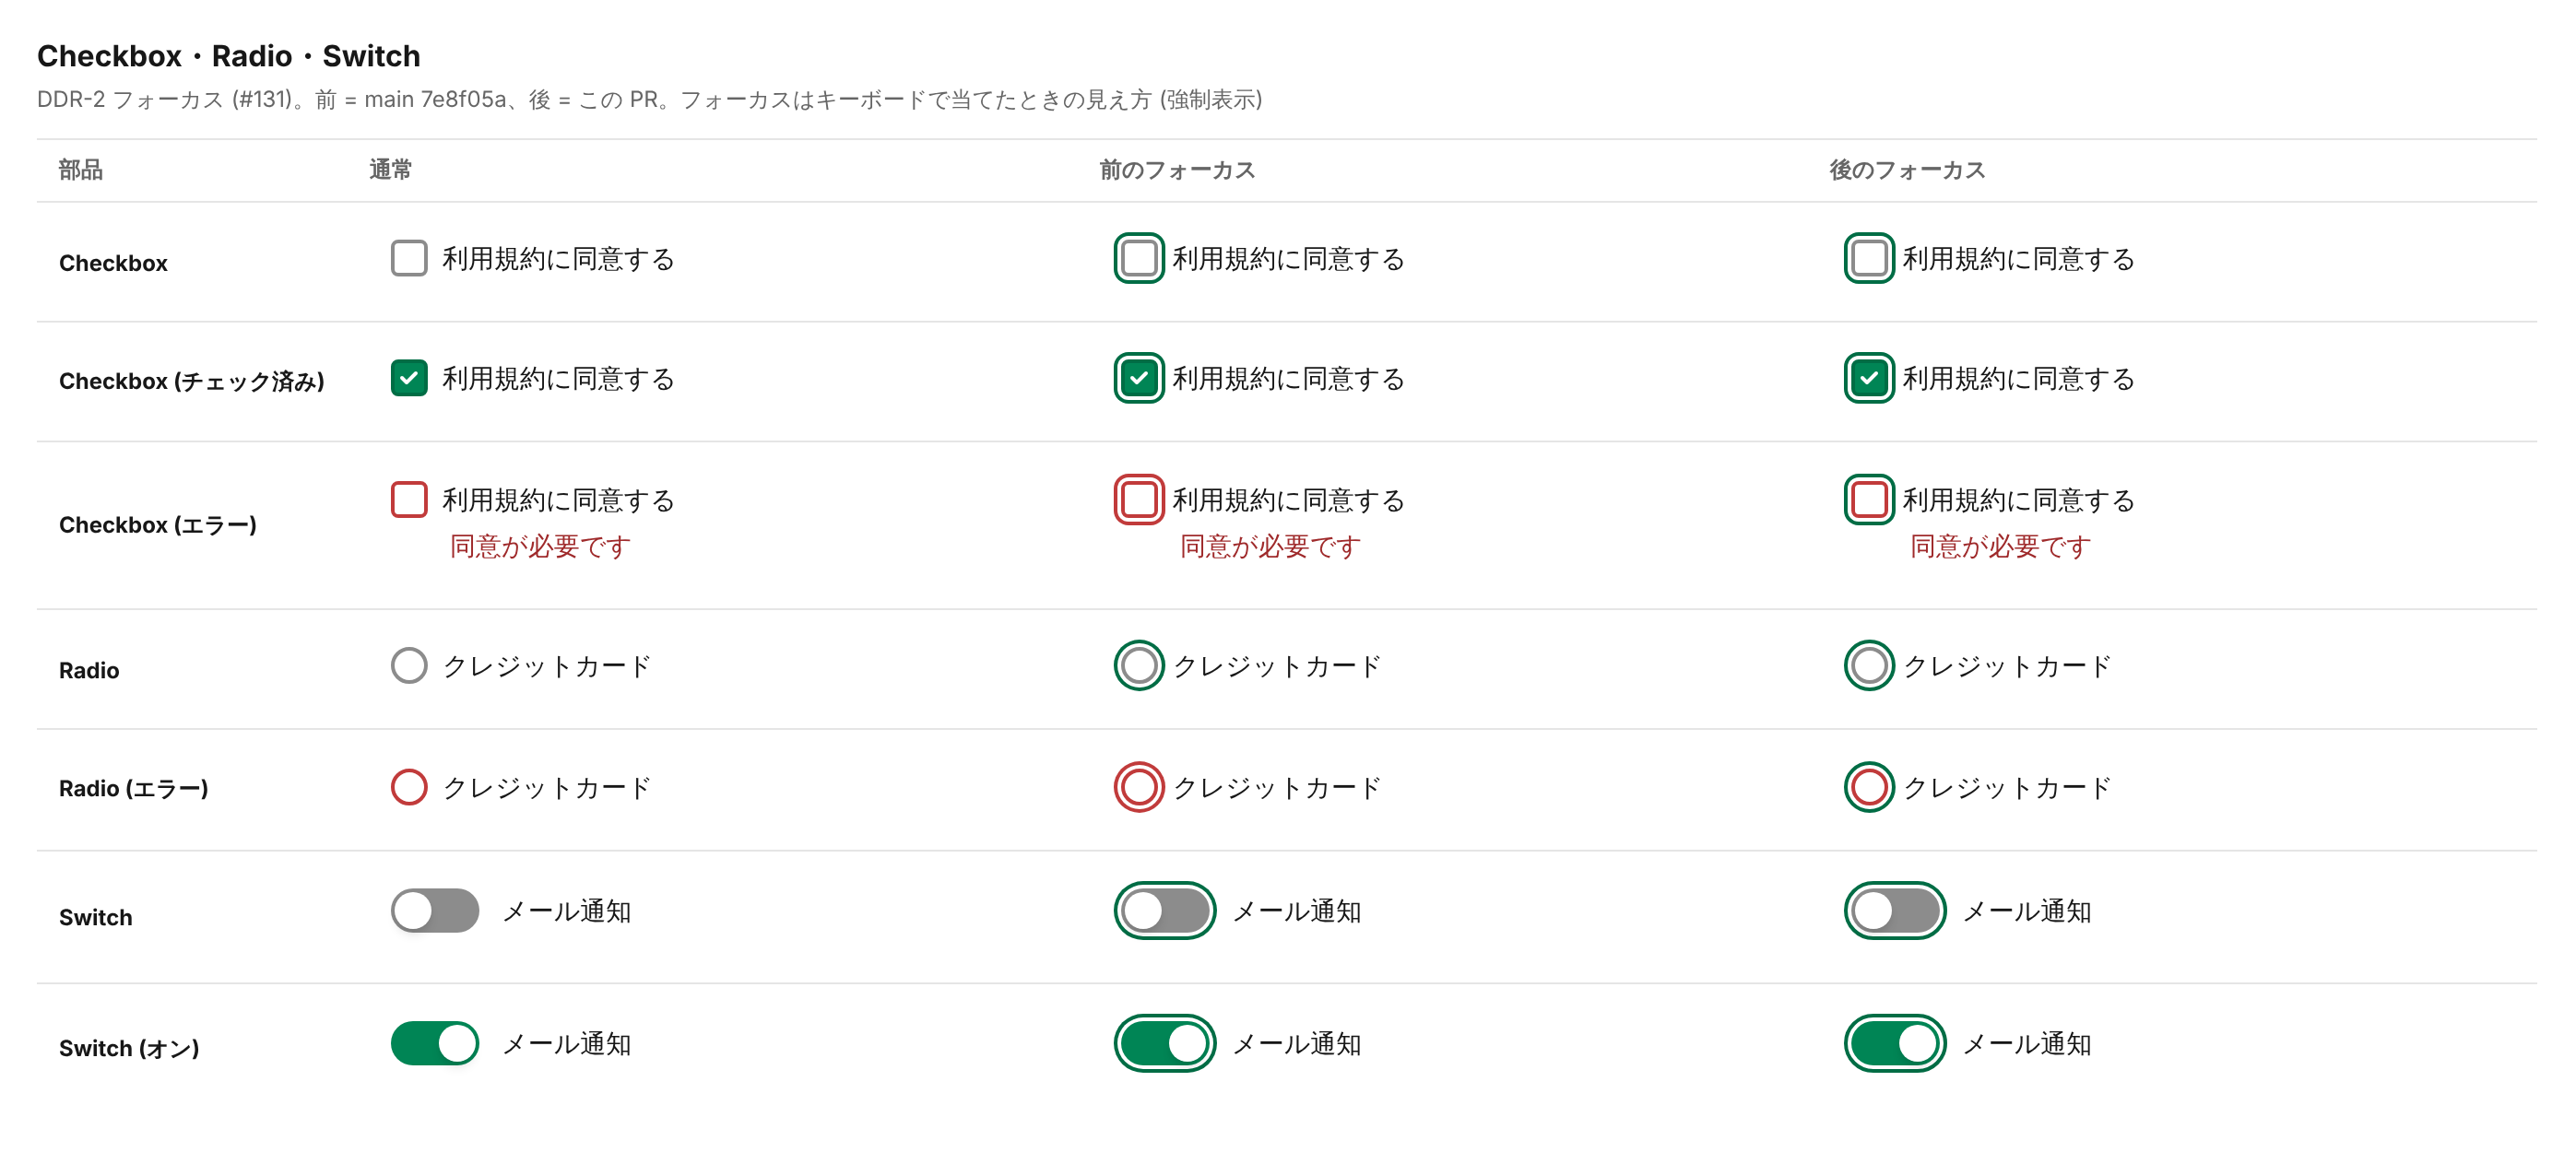 Checkbox・Radio・Switch
DDR-2 フォーカス (#131)。前 = main 7e8f05a、後 = この PR。フォーカスはキーボードで当てたときの見え方 (強制表示)
部品 通常 前のフォーカス 後のフォーカス
Checkbox 利用規約に同意する 利用規約に同意する 利用規約に同意する
Checkbox (チェック済み) 利用規約に同意する 利用規約に同意する 利用規約に同意する
Checkbox (エラー) 利用規約に同意する 利用規約に同意する 利用規約に同意する
同意が必要です 同意が必要です 同意が必要です
Radio クレジットカード クレジットカード クレジットカード
Radio (エラー) クレジットカード クレジットカード クレジットカード
Switch メール通知 メール通知 メール通知
Switch (オン) メール通知 メール通知 メール通知